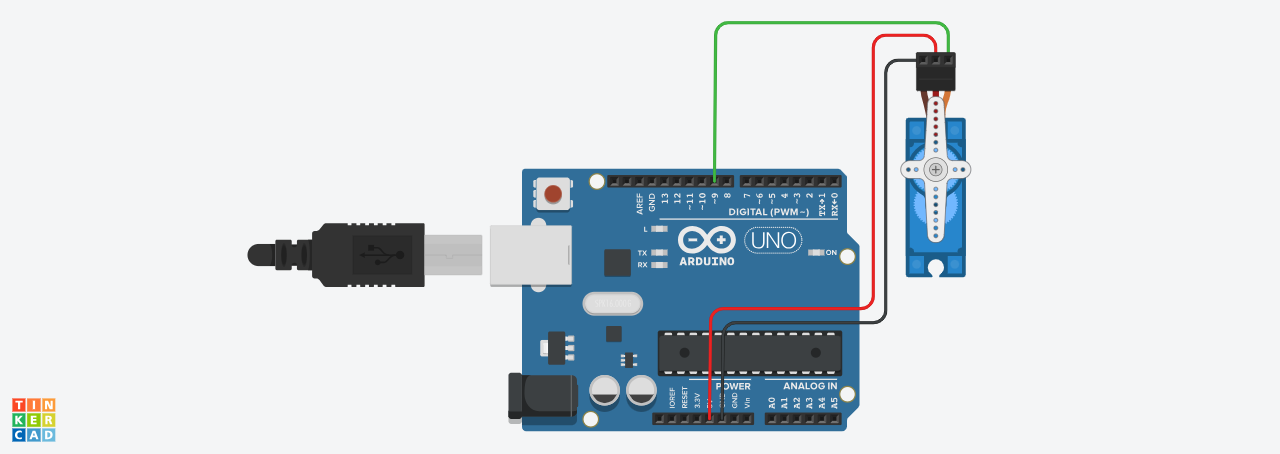 AREF
GND
13
12
~11
~10
~9
8
7
~6
~5
4
~3
2
TX→1
RX←0
DIGITAL (PWM~)
L
TX
RX
ARDUINO
UNO
ON
POWER
ANALOG IN
IOREF
RESET
3.3V
GND
Vin
A0
A1
A2
A3
A4
A5
TIN
KER
CAD